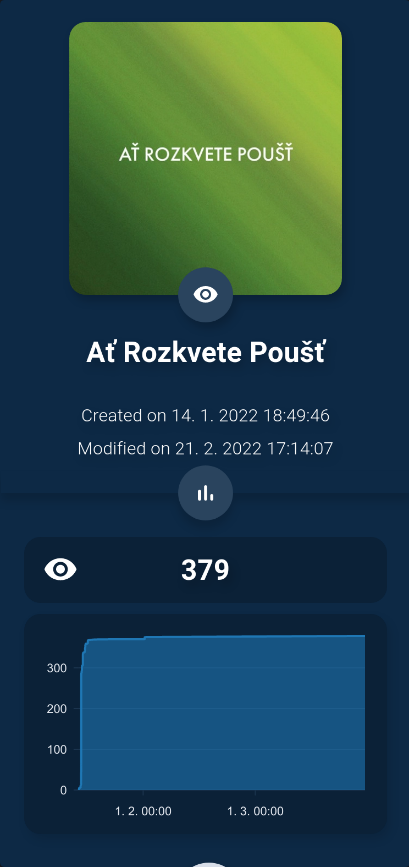 AŤ ROZKVETE POUŠŤ
Ať Rozkvete Poušť
Created on 14. 1. 2022 18:49:46
Modified on 21. 2. 2022 17:14:07
379
300
200
100
0
1. 2. 00:00 1. 3. 00:00